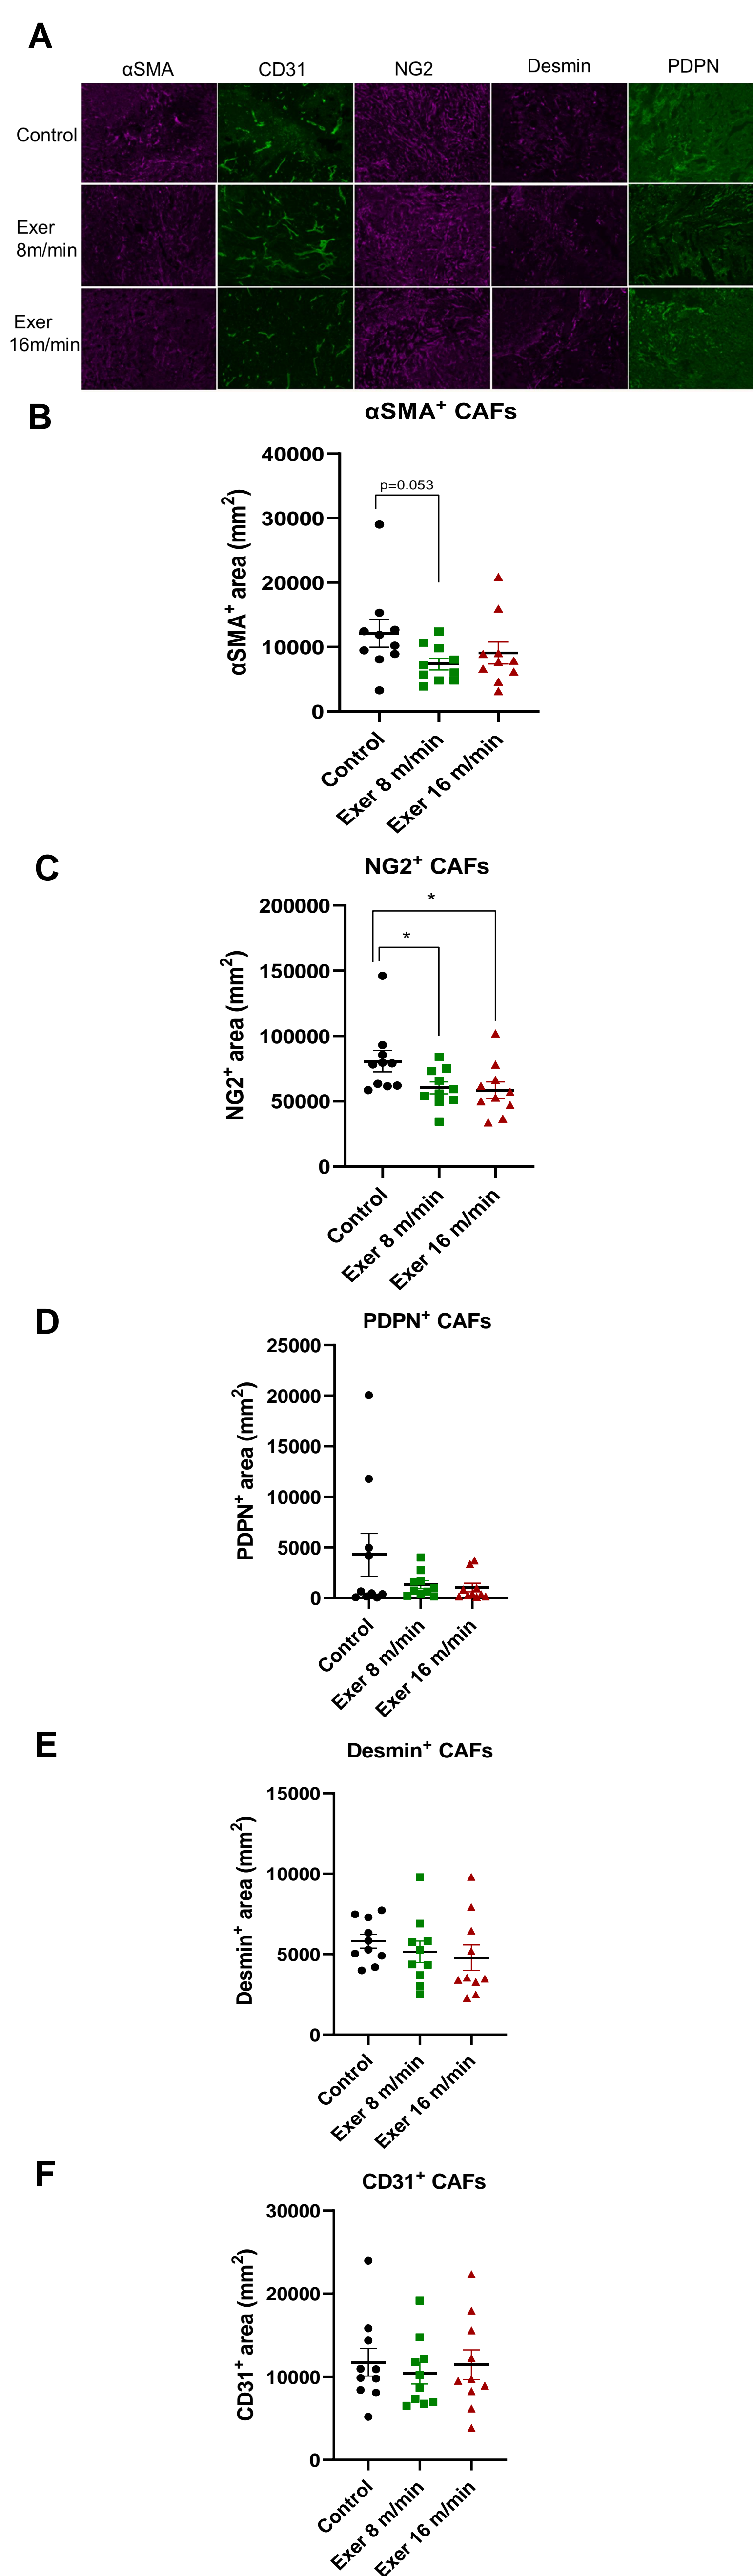 A
αSMA CD31 NG2 Desmin PDPN
Control
Exer
8m/min
Exer
16m/min
B
αSMA⁺ CAFs
αSMA⁺ area (mm²)
40000
30000
20000
10000
0
p=0.053
Control
Exer 8 m/min
Exer 16 m/min
C
NG2⁺ CAFs
NG2⁺ area (mm²)
200000
150000
100000
50000
0
*
*
Control
Exer 8 m/min
Exer 16 m/min
D
PDPN⁺ CAFs
PDPN⁺ area (mm²)
25000
20000
15000
10000
5000
0
Control
Exer 8 m/min
Exer 16 m/min
E
Desmin⁺ CAFs
Desmin⁺ area (mm²)
15000
10000
5000
0
Control
Exer 8 m/min
Exer 16 m/min
F
CD31⁺ CAFs
CD31⁺ area (mm²)
30000
20000
10000
0
Control
Exer 8 m/min
Exer 16 m/min